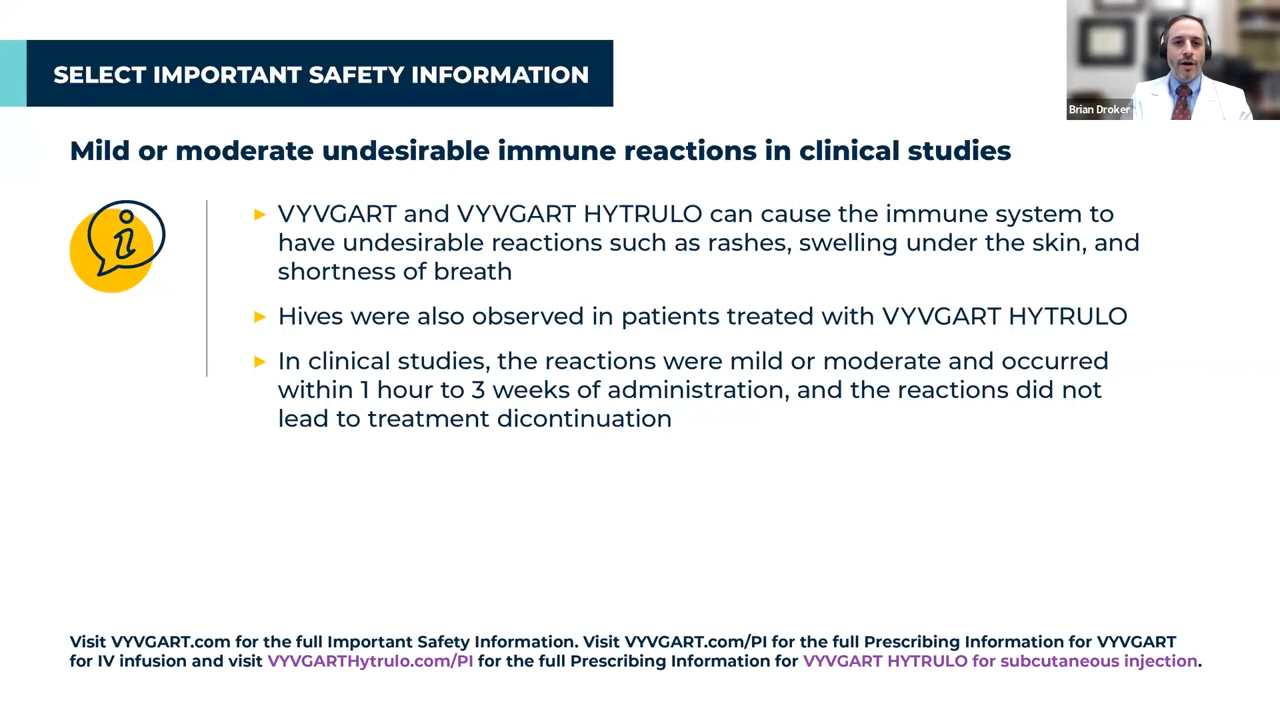 SELECT IMPORTANT SAFETY INFORMATION
Brian Droker
Mild or moderate undesirable immune reactions in clinical studies
VYVGART and VYVGART HYTRULO can cause the immune system to
have undesirable reactions such as rashes, swelling under the skin, and
shortness of breath
Hives were also observed in patients treated with VYVGART HYTRULO
In clinical studies, the reactions were mild or moderate and occurred
within 1 hour to 3 weeks of administration, and the reactions did not
lead to treatment dicontinuation
Visit VYVGART.com for the full Important Safety Information. Visit VYVGART.com/PI for the full Prescribing Information for VYVGART
for IV infusion and visit VYVGARTHytrulo.com/PI for the full Prescribing Information for VYVGART HYTRULO for subcutaneous injection.